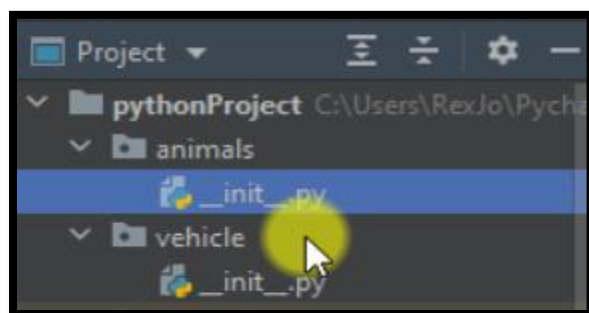 Project
pythonProject C:\Users\RexJo\Pycha
animals
__init__.py
vehicle
__init__.py